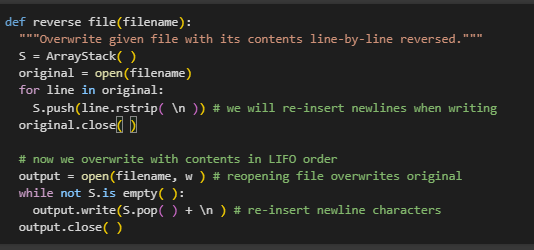 def reverse file(filename):
  """Overwrite given file with its contents line-by-line reversed."""
  S = ArrayStack( )
  original = open(filename)
  for line in original:
    S.push(line.rstrip( \n )) # we will re-insert newlines when writing
  original.close( )

  # now we overwrite with contents in LIFO order
  output = open(filename, w ) # reopening file overwrites original
  while not S.is empty( ):
    output.write(S.pop( ) + \n ) # re-insert newline characters
  output.close( )